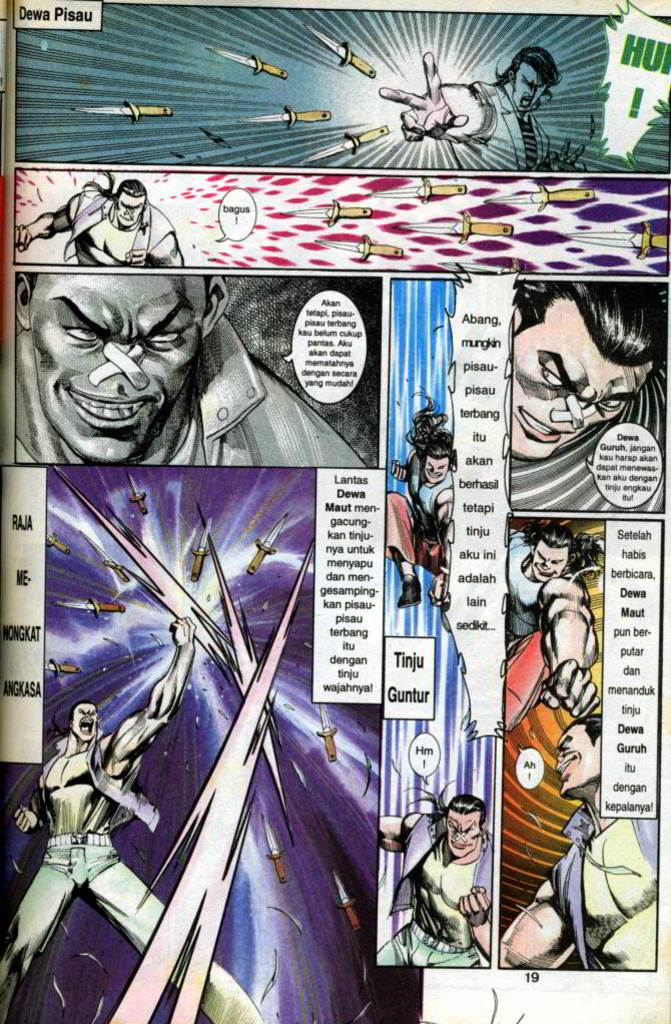 Dewa Pisau
HUI
!
bagus
!
Akan
tetapi, pisau-
pisau terbang
kau belum cukup
pantas. Aku
akan dapat
mematahnya
dengan secara
yang mudah!
Abang,
mungkin
pisau-
pisau
terbang
itu
akan
berhasil
tetapi
tinju
aku ini
adalah
lain
sedikit...
Dewa
Guruh, jangan
kau harap akan
dapat menewas-
kan aku dengan
tinju engkau
itu!
RAJA
ME-
NONGKAT
ANGKASA
Lantas
Dewa
Maut men-
gacung-
kan tinju-
nya untuk
menyapu
dan men-
gesamping-
kan pisau-
pisau
terbang
itu
dengan
tinju
wajahnya!
Tinju
Guntur
Hm
!
Ah
!
Setelah
habis
berbicara,
Dewa
Maut
pun ber-
putar
dan
menanduk
tinju
Dewa
Guruh
itu
dengan
kepalanya!
19